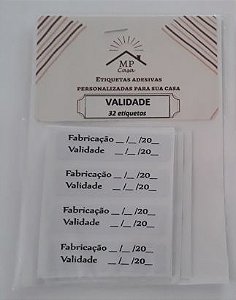 MP
Casa
ETIQUETAS ADESIVAS
PERSONALIZADAS PARA SUA CASA
VALIDADE
32 etiquetas
Fabricação __/__/20__
Validade __/__/20__
Fabricação __/__/20__
Validade __/__/20__
Fabricação __/__/20__
Validade __/__/20__
Fabricação __/__/20__
Validade __/__/20__